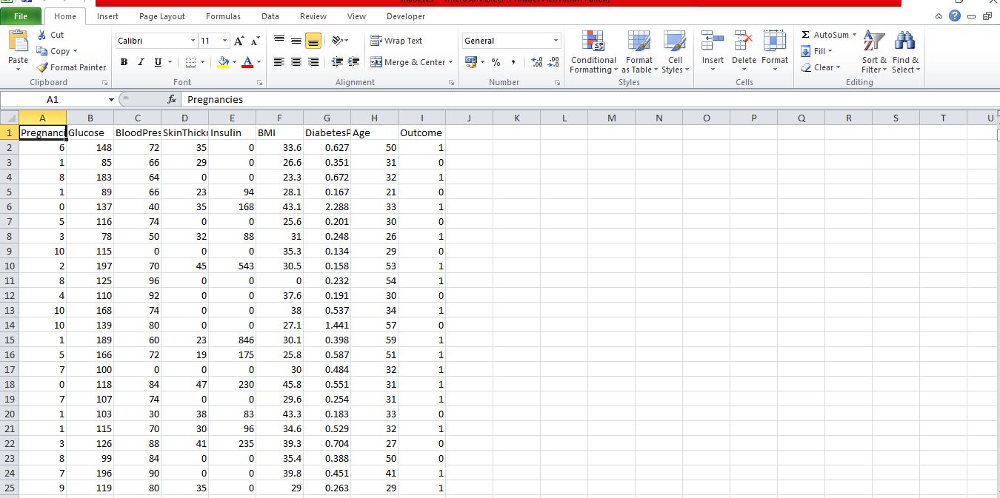 File Home Insert Page Layout Formulas Data Review View Developer
Cut
Copy
Format Painter
Paste
Clipboard
Calibri 11
B I U
Font
Wrap Text
Merge & Center
Alignment
General
% ,
Number
Conditional Formatting
Format as Table
Cell Styles
Styles
Insert Delete Format
Cells
Σ AutoSum
Fill
Clear
Sort & Filter
Find & Select
Editing
A1 fx Pregnancies
A B C D E F G H I J K L M N O P Q R S T U
1 Pregnanci Glucose BloodPres SkinThickn Insulin BMI DiabetesP Age Outcome
2 6 148 72 35 0 33.6 0.627 50 1
3 1 85 66 29 0 26.6 0.351 31 0
4 8 183 64 0 0 23.3 0.672 32 1
5 1 89 66 23 94 28.1 0.167 21 0
6 0 137 40 35 168 43.1 2.288 33 1
7 5 116 74 0 0 25.6 0.201 30 0
8 3 78 50 32 88 31 0.248 26 1
9 10 115 0 0 0 35.3 0.134 29 0
10 2 197 70 45 543 30.5 0.158 53 1
11 8 125 96 0 0 0 0.232 54 1
12 4 110 92 0 0 37.6 0.191 30 0
13 10 168 74 0 0 38 0.537 34 1
14 10 139 80 0 0 27.1 1.441 57 0
15 1 189 60 23 846 30.1 0.398 59 1
16 5 166 72 19 175 25.8 0.587 51 1
17 7 100 0 0 0 30 0.484 32 1
18 0 118 84 47 230 45.8 0.551 31 1
19 7 107 74 0 0 29.6 0.254 31 1
20 1 103 30 38 83 43.3 0.183 33 0
21 1 115 70 30 96 34.6 0.529 32 1
22 3 126 88 41 235 39.3 0.704 27 0
23 8 99 84 0 0 35.4 0.388 50 0
24 7 196 90 0 0 39.8 0.451 41 1
25 9 119 80 35 0 29 0.263 29 1